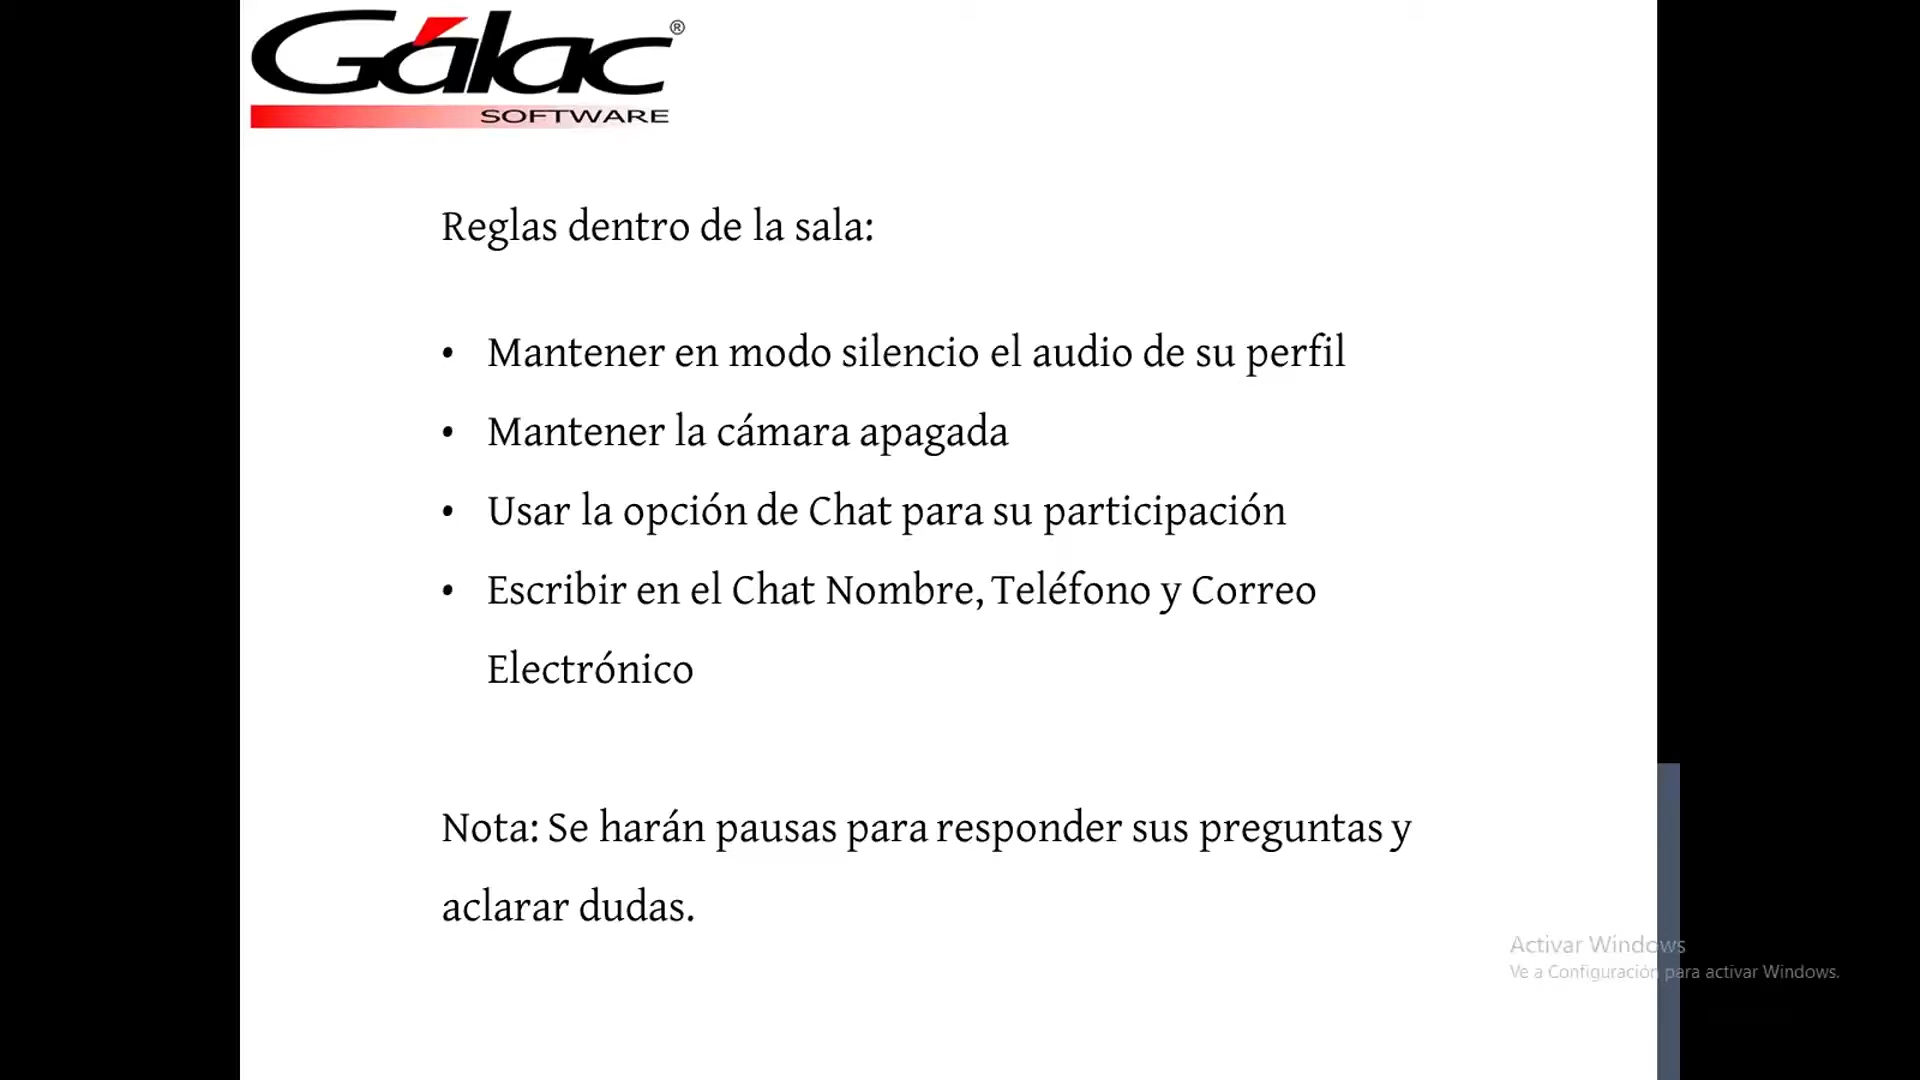 Gálac®
SOFTWARE
Reglas dentro de la sala:
• Mantener en modo silencio el audio de su perfil
• Mantener la cámara apagada
• Usar la opción de Chat para su participación
• Escribir en el Chat Nombre, Teléfono y Correo
Electrónico
Nota: Se harán pausas para responder sus preguntas y
aclarar dudas.
Activar Windows
Ve a Configuración para activar Windows.